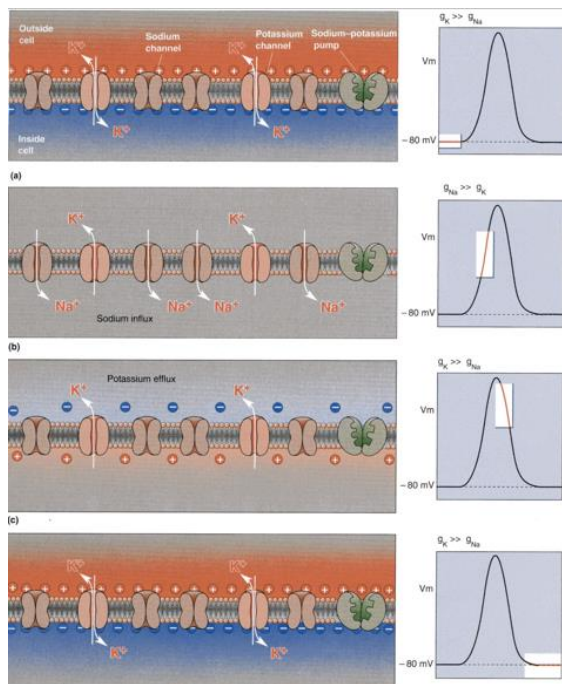 Outside cell
K⁺
Sodium channel
K⁺
Potassium channel
Sodium–potassium pump
K⁺
K⁺
Inside cell
gK >> gNa
Vm
−80 mV
(a)
K⁺
K⁺
Na⁺
Na⁺
Na⁺
Na⁺
Sodium influx
gNa > gK
Vm
−80 mV
(b)
Potassium efflux
K⁺
K⁺
gK >> gNa
Vm
−80 mV
(c)
K⁺
K⁺
K⁺
K⁺
gK >> gNa
Vm
−80 mV